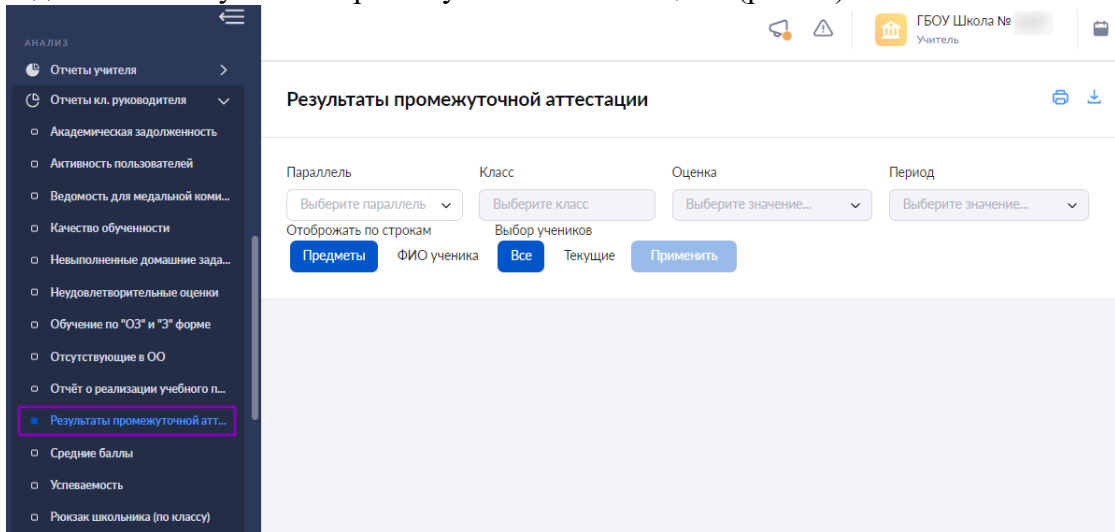 АНАЛИЗ
Отчеты учителя
Отчеты кл. руководителя
Академическая задолженность
Активность пользователей
Ведомость для медальной коми...
Качество обученности
Невыполненные домашние зада...
Неудовлетворительные оценки
Обучение по "ОЗ" и "З" форме
Отсутствующие в ОО
Отчёт о реализации учебного п...
Результаты промежуточной атт...
Средние баллы
Успеваемость
Рюкзак школьника (по классу)
ГБОУ Школа №
Учитель
Результаты промежуточной аттестации
Параллель Класс Оценка Период
Выберите параллель Выберите класс Выберите значение... Выберите значение...
Отоброжать по строкам Выбор учеников
Предметы ФИО ученика Все Текущие Применить